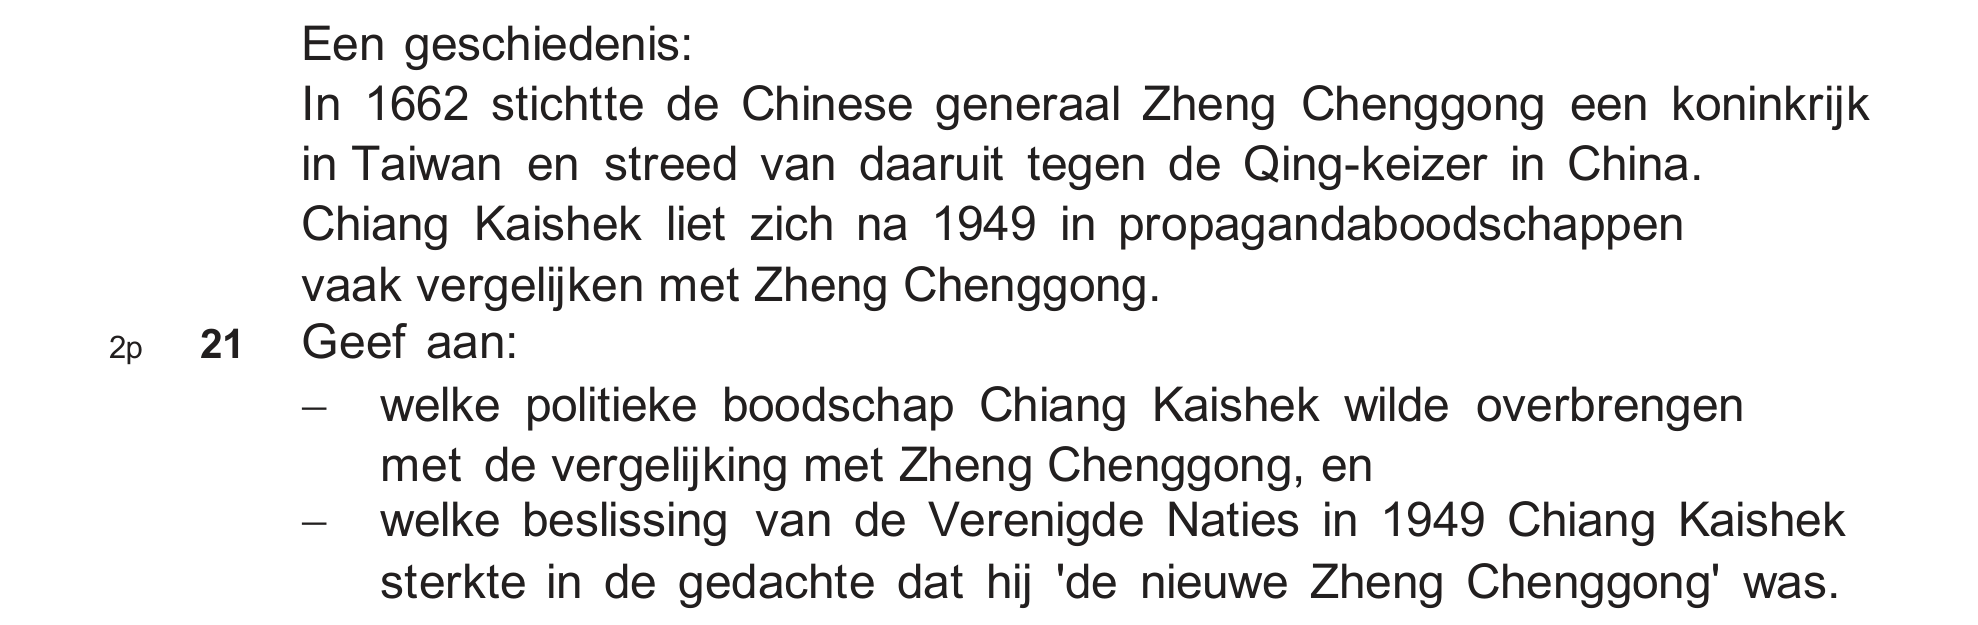 Een geschiedenis:
In 1662 stichtte de Chinese generaal Zheng Chenggong een koninkrijk
in Taiwan en streed van daaruit tegen de Qing-keizer in China.
Chiang Kaishek liet zich na 1949 in propagandaboodschappen
vaak vergelijken met Zheng Chenggong.
2p 21 Geef aan:
– welke politieke boodschap Chiang Kaishek wilde overbrengen
met de vergelijking met Zheng Chenggong, en
– welke beslissing van de Verenigde Naties in 1949 Chiang Kaishek
sterkte in de gedachte dat hij 'de nieuwe Zheng Chenggong' was.